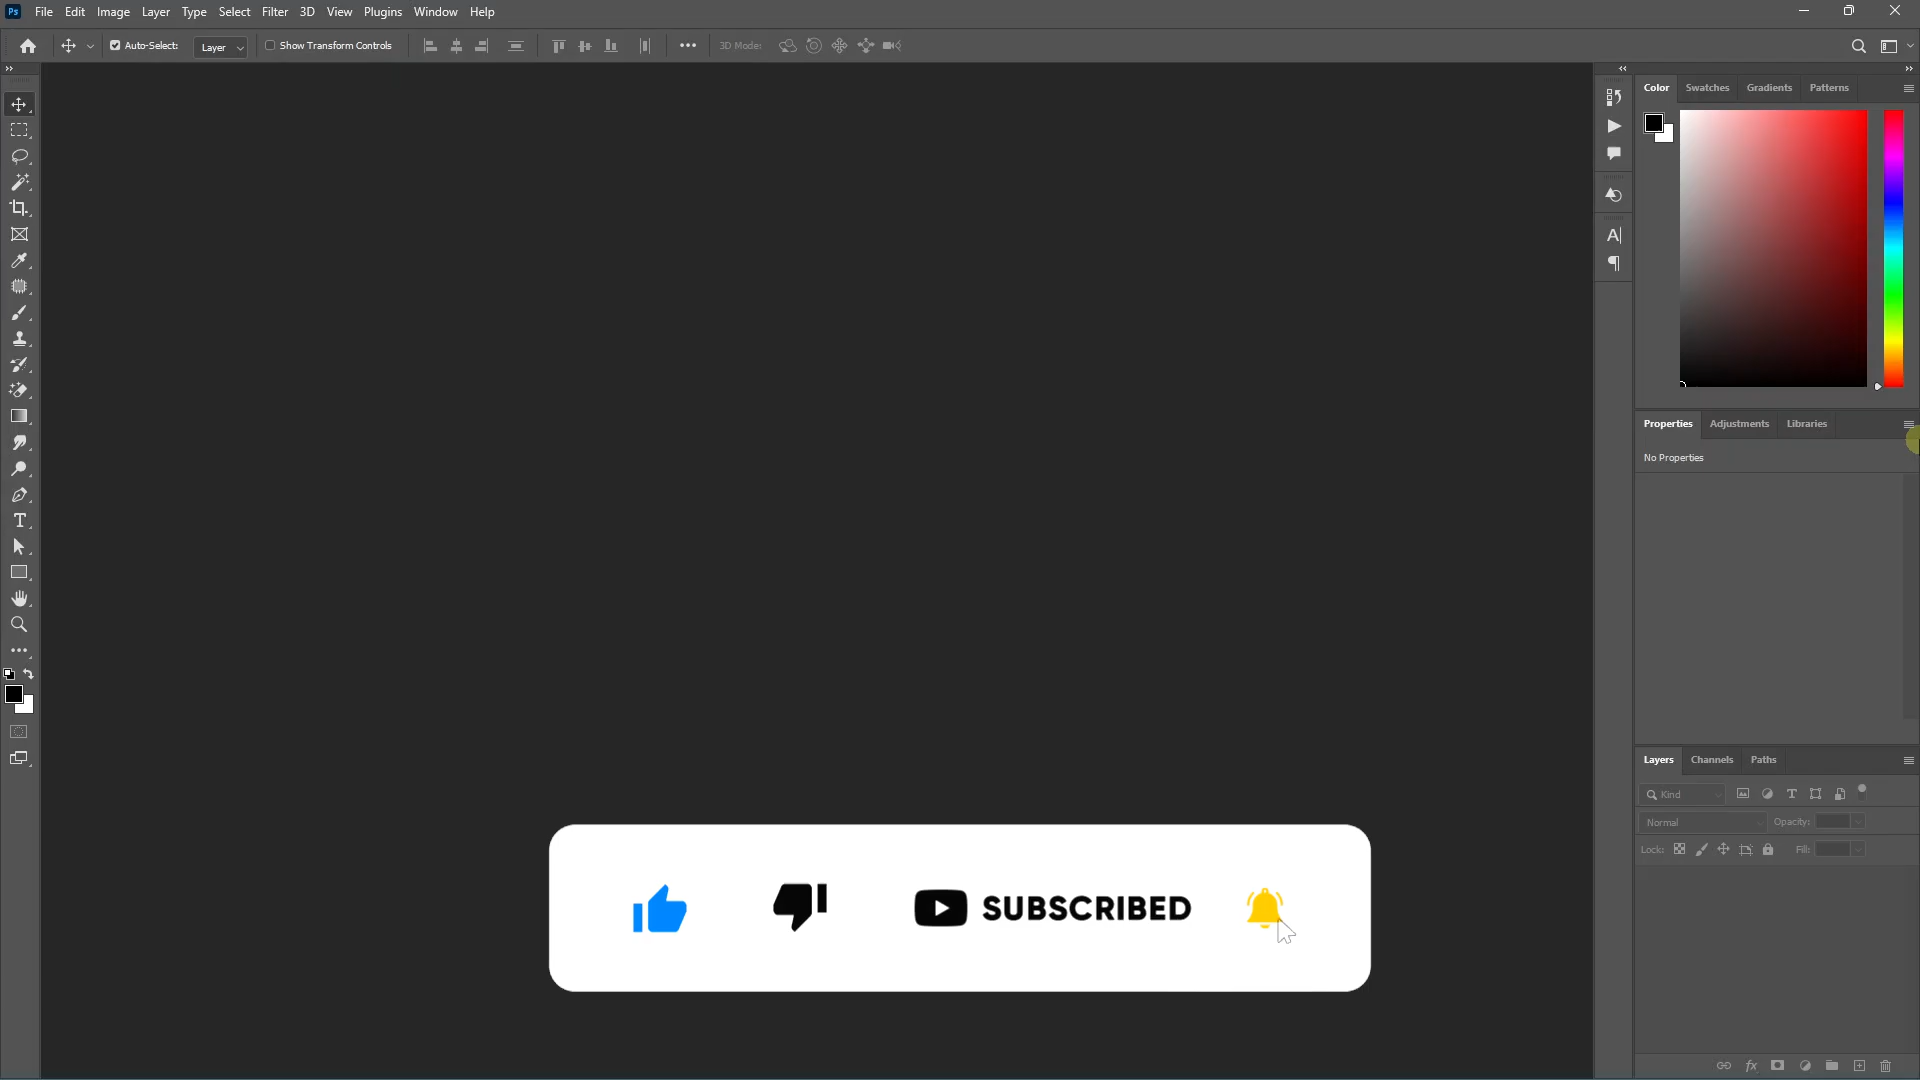 Ps File Edit Image Layer Type Select Filter 3D View Plugins Window Help
Auto-Select: Layer Show Transform Controls 3D Mode:
Color Swatches Gradients Patterns
Properties Adjustments Libraries
No Properties
Layers Channels Paths
Kind
Normal Opacity:
Lock: Fill:
SUBSCRIBED